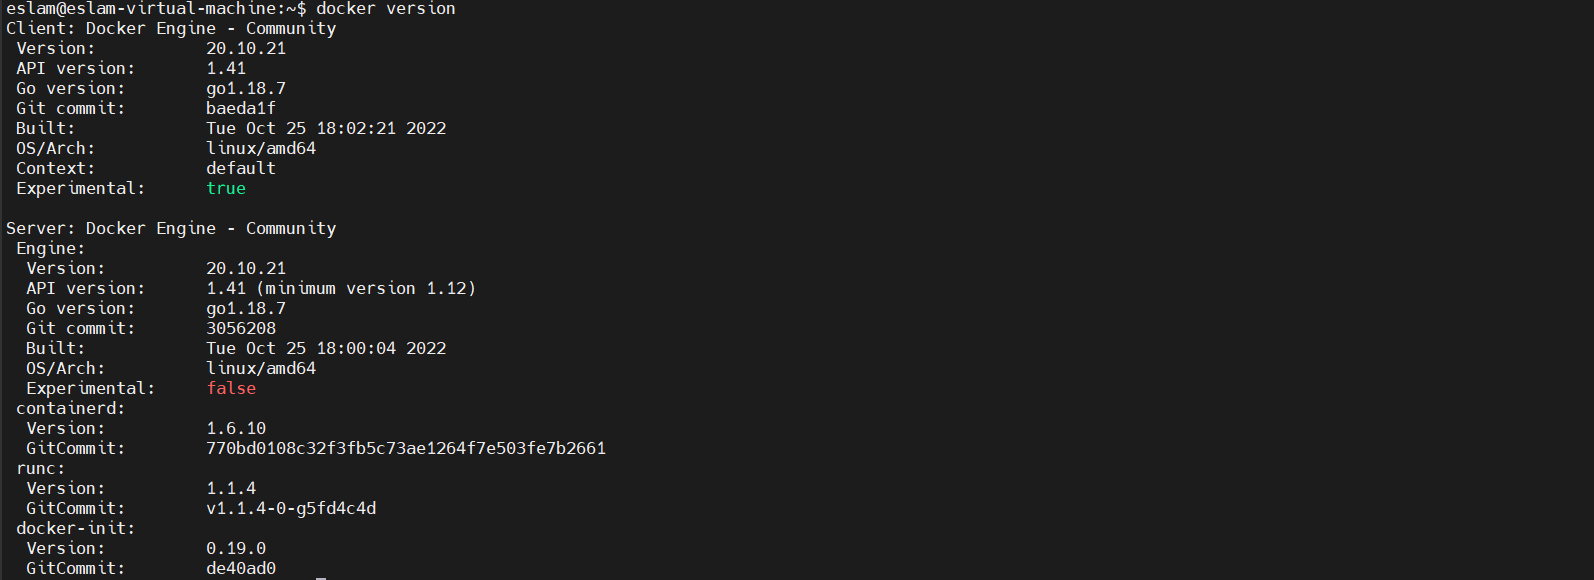 eslam@eslam-virtual-machine:~$ docker version
Client: Docker Engine - Community
 Version:           20.10.21
 API version:       1.41
 Go version:        go1.18.7
 Git commit:        baeda1f
 Built:             Tue Oct 25 18:02:21 2022
 OS/Arch:           linux/amd64
 Context:           default
 Experimental:      true

Server: Docker Engine - Community
 Engine:
  Version:          20.10.21
  API version:      1.41 (minimum version 1.12)
  Go version:       go1.18.7
  Git commit:       3056208
  Built:            Tue Oct 25 18:00:04 2022
  OS/Arch:          linux/amd64
  Experimental:     false
 containerd:
  Version:          1.6.10
  GitCommit:        770bd0108c32f3fb5c73ae1264f7e503fe7b2661
 runc:
  Version:          1.1.4
  GitCommit:        v1.1.4-0-g5fd4c4d
 docker-init:
  Version:          0.19.0
  GitCommit:        de40ad0